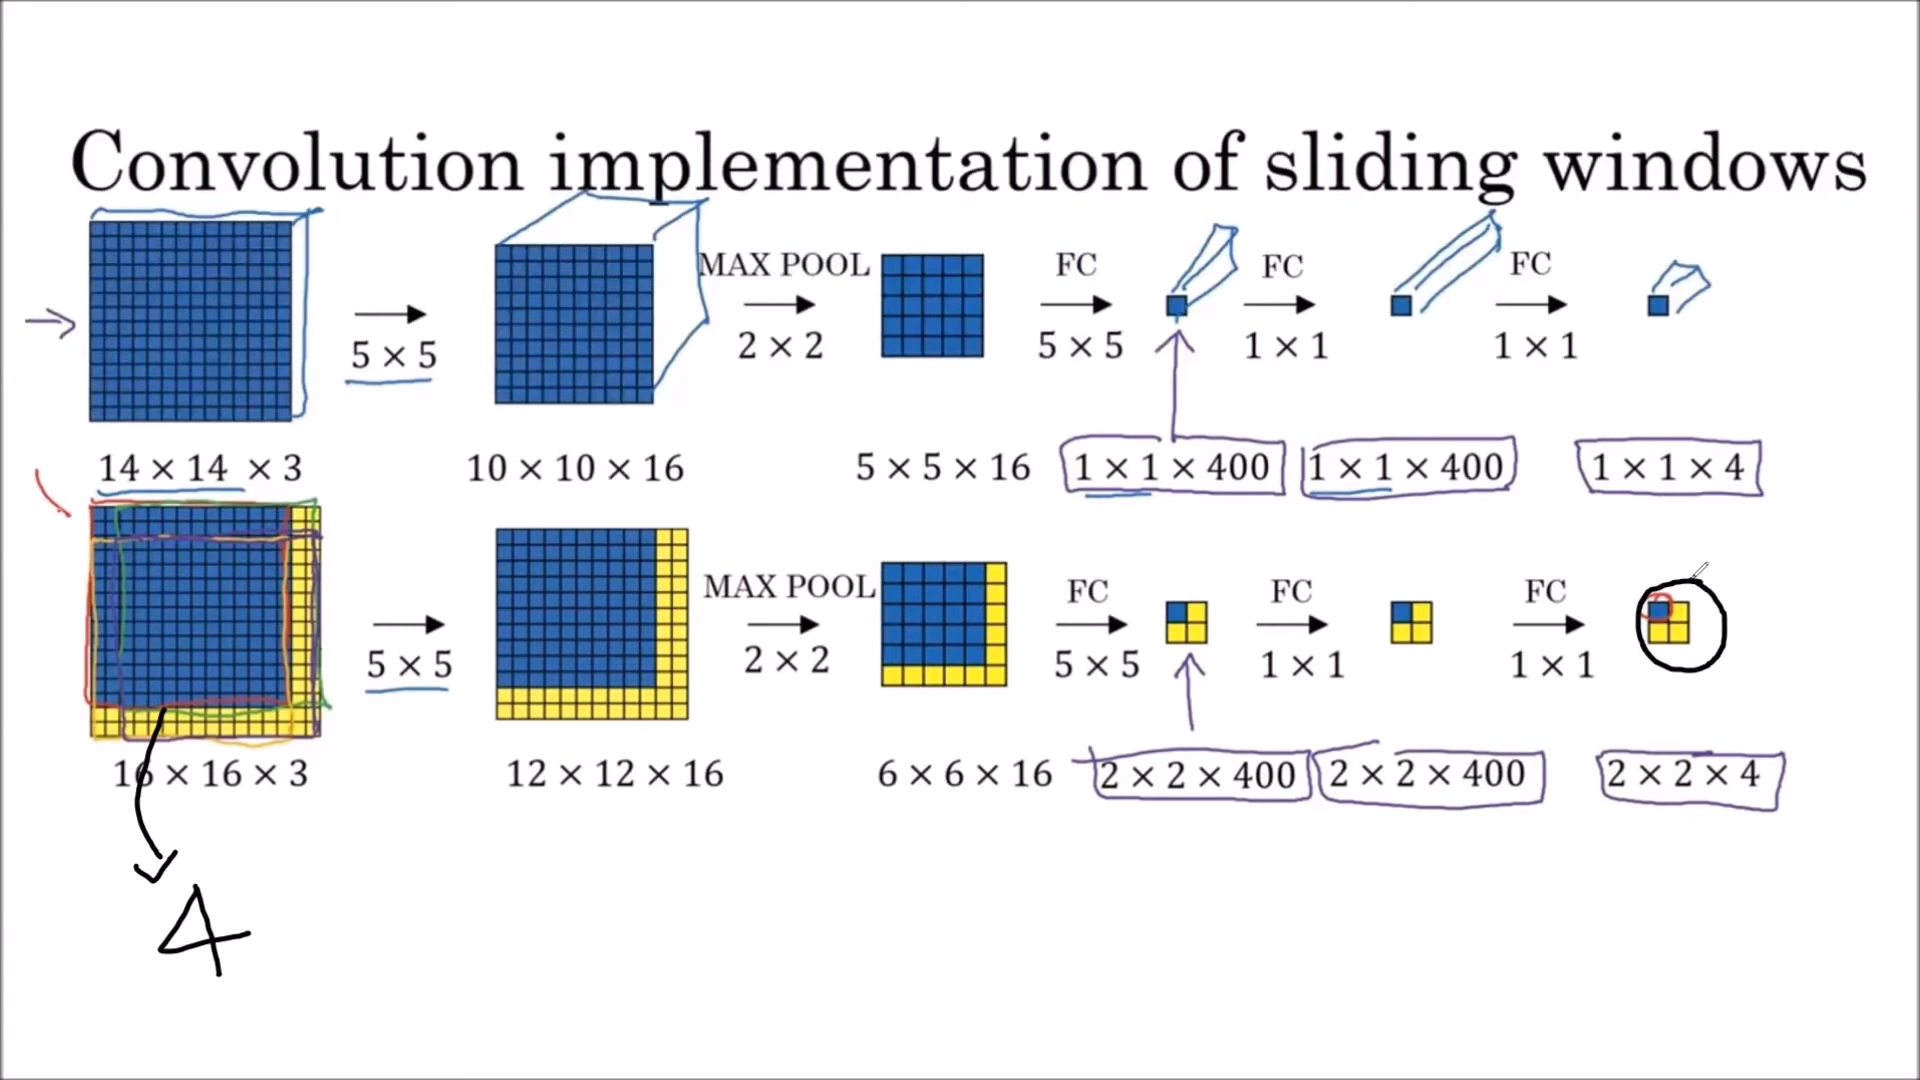 Convolution implementation of sliding windows
MAX POOL FC FC FC
5 × 5 2 × 2 5 × 5 1 × 1 1 × 1
14 × 14 × 3 10 × 10 × 16 5 × 5 × 16 1 × 1 × 400 1 × 1 × 400 1 × 1 × 4
MAX POOL FC FC FC
5 × 5 2 × 2 5 × 5 1 × 1 1 × 1
16 × 16 × 3 12 × 12 × 16 6 × 6 × 16 2 × 2 × 400 2 × 2 × 400 2 × 2 × 4
4